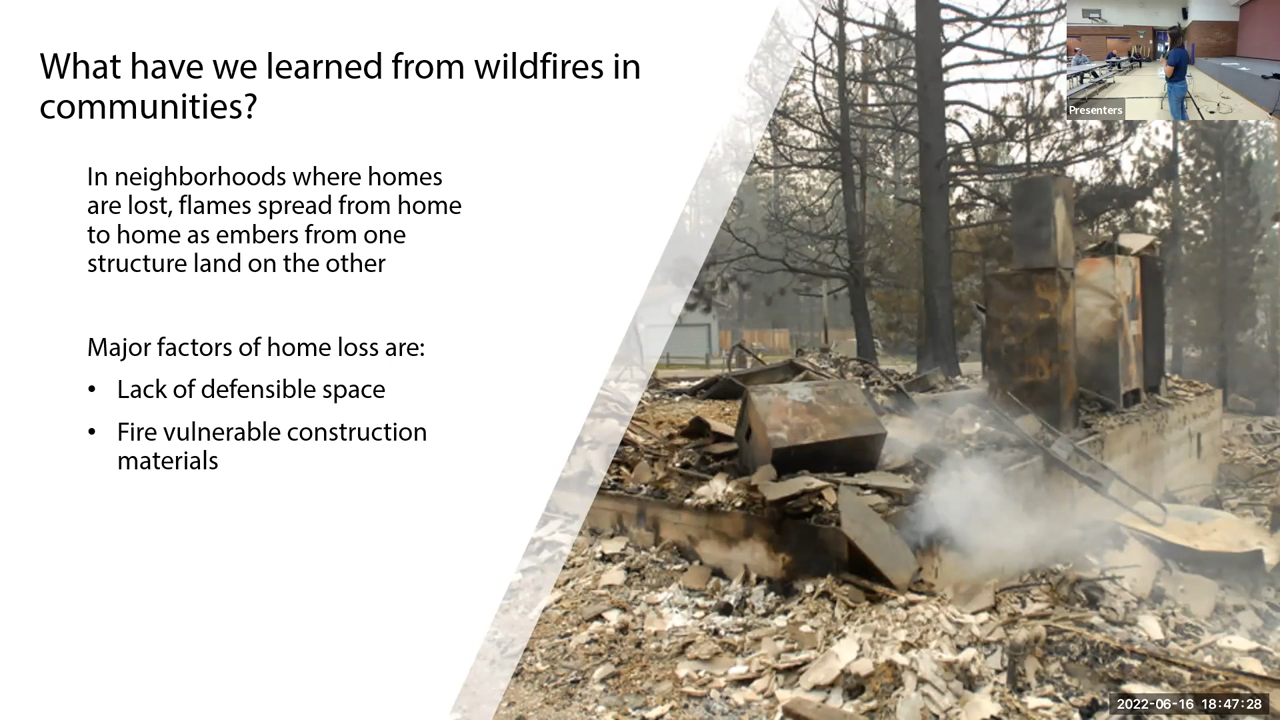 What have we learned from wildfires in
communities?
In neighborhoods where homes
are lost, flames spread from home
to home as embers from one
structure land on the other
Major factors of home loss are:
• Lack of defensible space
• Fire vulnerable construction
materials
Presenters
2022-06-16 18:47:28